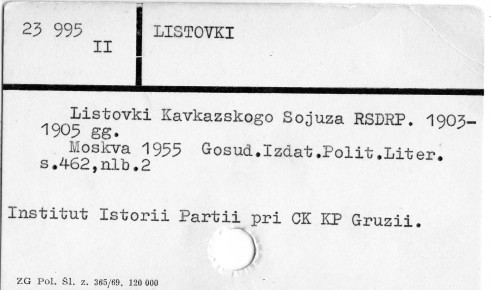 23 995
II
LISTOVKI
Listovki Kavkazskogo Sojuza RSDRP. 1903-
1905 gg.
Moskva 1955 Gosud.Izdat.Polit.Liter.
s.462,nlb.2
Institut Istorii Partii pri CK KP Gruzii.
ZG Pol. Śl. z. 365/69. 120 000